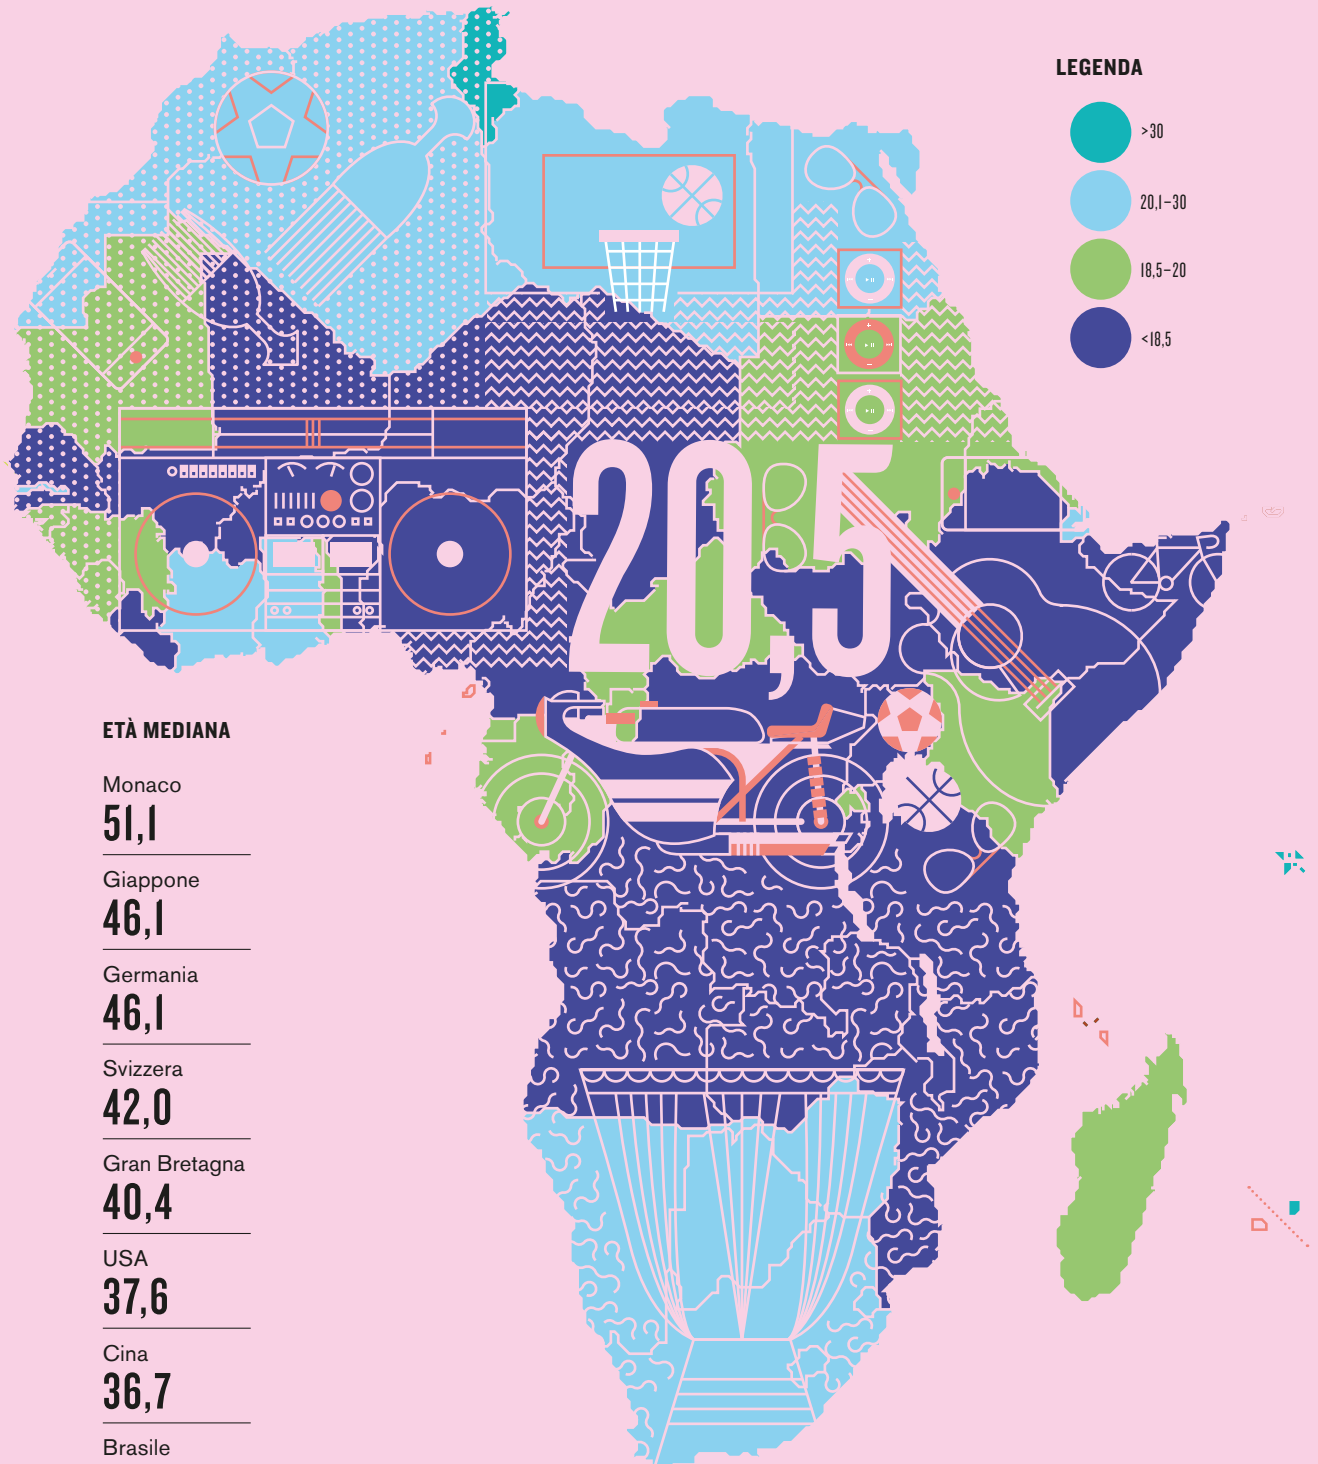 LEGENDA
>30
20,1–30
18,5–20
<18,5
20,5
ETÀ MEDIANA
Monaco
51,1
Giappone
46,1
Germania
46,1
Svizzera
42,0
Gran Bretagna
40,4
USA
37,6
Cina
36,7
Brasile